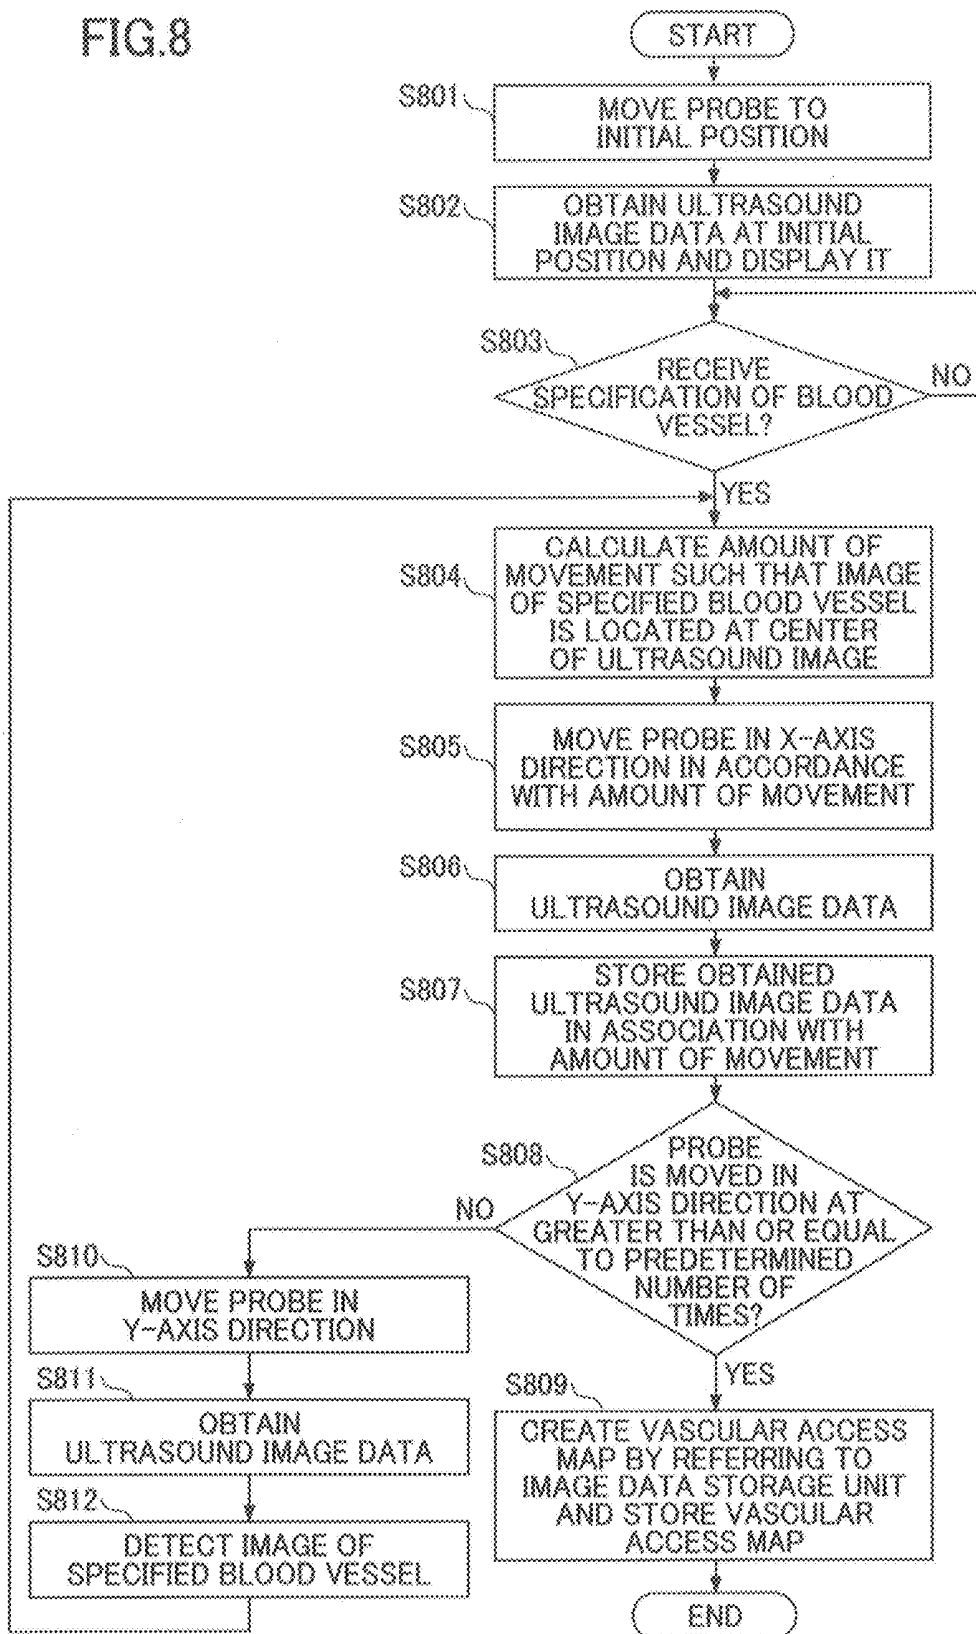 FIG.8
START
S801
MOVE PROBE TO
INITIAL POSITION
S802
OBTAIN ULTRASOUND
IMAGE DATA AT INITIAL
POSITION AND DISPLAY IT
S803
RECEIVE
SPECIFICATION OF BLOOD
VESSEL?
NO
YES
S804
CALCULATE AMOUNT OF
MOVEMENT SUCH THAT IMAGE
OF SPECIFIED BLOOD VESSEL
IS LOCATED AT CENTER
OF ULTRASOUND IMAGE
S805
MOVE PROBE IN X-AXIS
DIRECTION IN ACCORDANCE
WITH AMOUNT OF MOVEMENT
S806
OBTAIN
ULTRASOUND IMAGE DATA
S807
STORE OBTAINED
ULTRASOUND IMAGE DATA
IN ASSOCIATION WITH
AMOUNT OF MOVEMENT
S808
PROBE
IS MOVED IN
Y-AXIS DIRECTION AT
GREATER THAN OR EQUAL
TO PREDETERMINED
NUMBER OF
TIMES?
NO
YES
S810
MOVE PROBE IN
Y-AXIS DIRECTION
S811
OBTAIN
ULTRASOUND IMAGE DATA
S812
DETECT IMAGE OF
SPECIFIED BLOOD VESSEL
S809
CREATE VASCULAR ACCESS
MAP BY REFERRING TO
IMAGE DATA STORAGE UNIT
AND STORE VASCULAR
ACCESS MAP
END